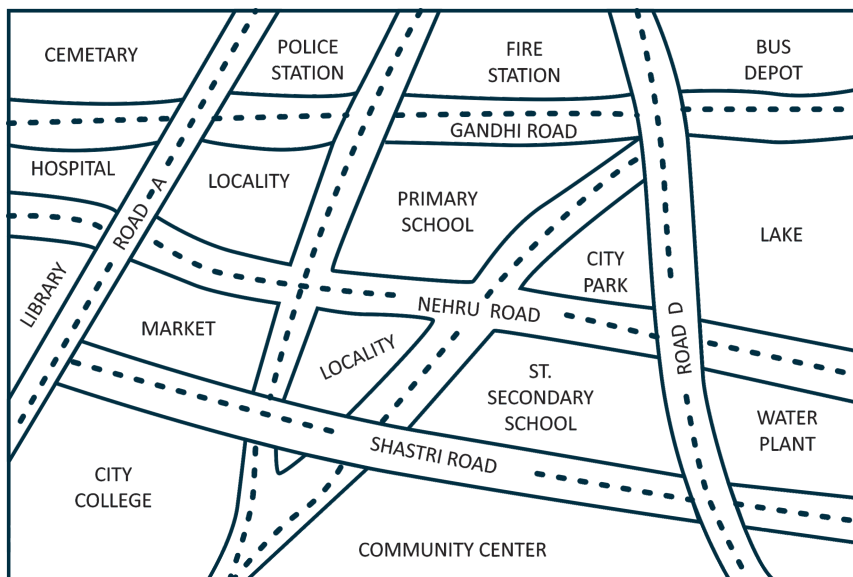 CEMETARY
POLICE
STATION
FIRE
STATION
BUS
DEPOT
GANDHI ROAD
HOSPITAL
LOCALITY
ROAD A
PRIMARY
SCHOOL
LAKE
CITY
PARK
LIBRARY
MARKET
NEHRU ROAD
ROAD D
LOCALITY
ST.
SECONDARY
SCHOOL
WATER
PLANT
SHASTRI ROAD
CITY
COLLEGE
COMMUNITY CENTER